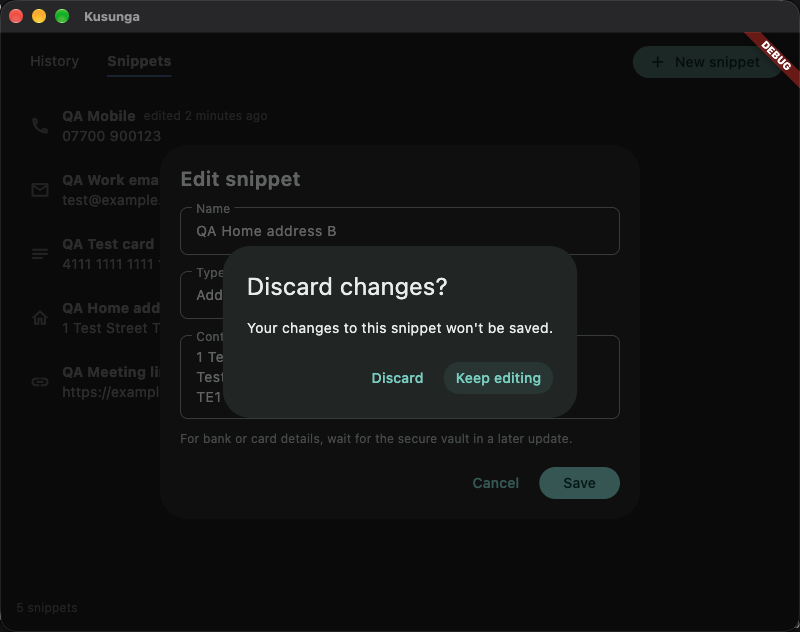 Kusunga
DEBUG
History
Snippets
+ New snippet
QA Mobile edited 2 minutes ago
07700 900123
QA Work ema
test@example.
QA Test card
4111 1111 1111
QA Home add
1 Test Street T
QA Meeting li
https://exampl
Edit snippet
Name
QA Home address B
Type
Add
Cont
1 Te
Test
TE1
Discard changes?
Your changes to this snippet won't be saved.
Discard
Keep editing
For bank or card details, wait for the secure vault in a later update.
Cancel
Save
5 snippets